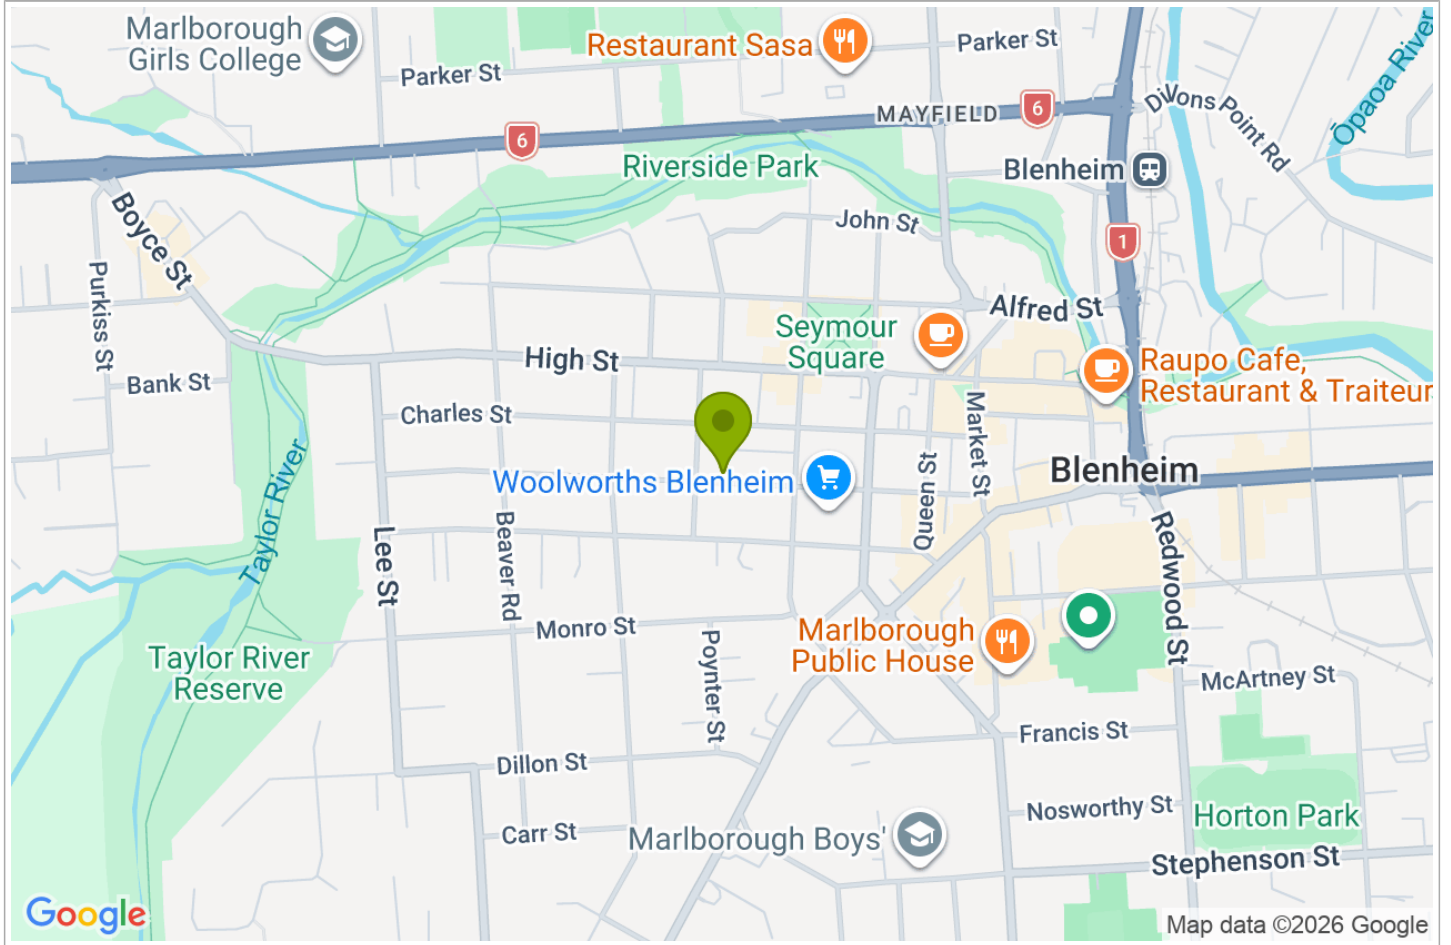 Marlborough
Girls College
Restaurant Sasa
Parker St
Parker St
Ōpaoa River
6
MAYFIELD
6
Dillons Point Rd
Riverside Park
Blenheim
Boyce St
John St
1
Purkiss St
Alfred St
Seymour
Square
High St
Raupo Cafe,
Restaurant & Traiteur
Bank St
Charles St
Market St
Taylor River
Woolworths Blenheim
Queen St
Blenheim
Lee St
Beaver Rd
Redwood St
Monro St
Marlborough
Public House
Poynter St
Taylor River
Reserve
McArtney St
Francis St
Dillon St
Nosworthy St
Horton Park
Carr St
Marlborough Boys'
Stephenson St
Google
Map data ©2026 Google